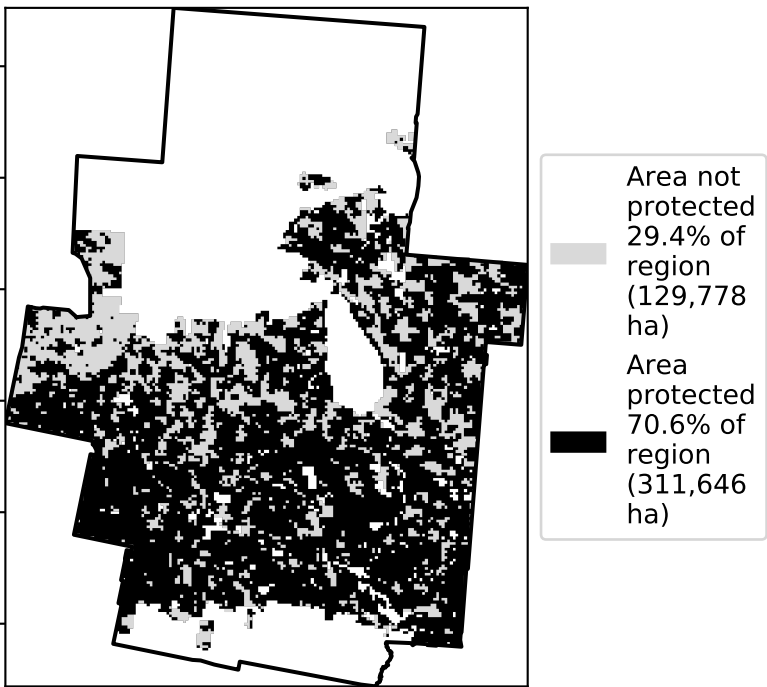 Area not
protected
29.4% of
region
(129,778
ha)
Area
protected
70.6% of
region
(311,646
ha)